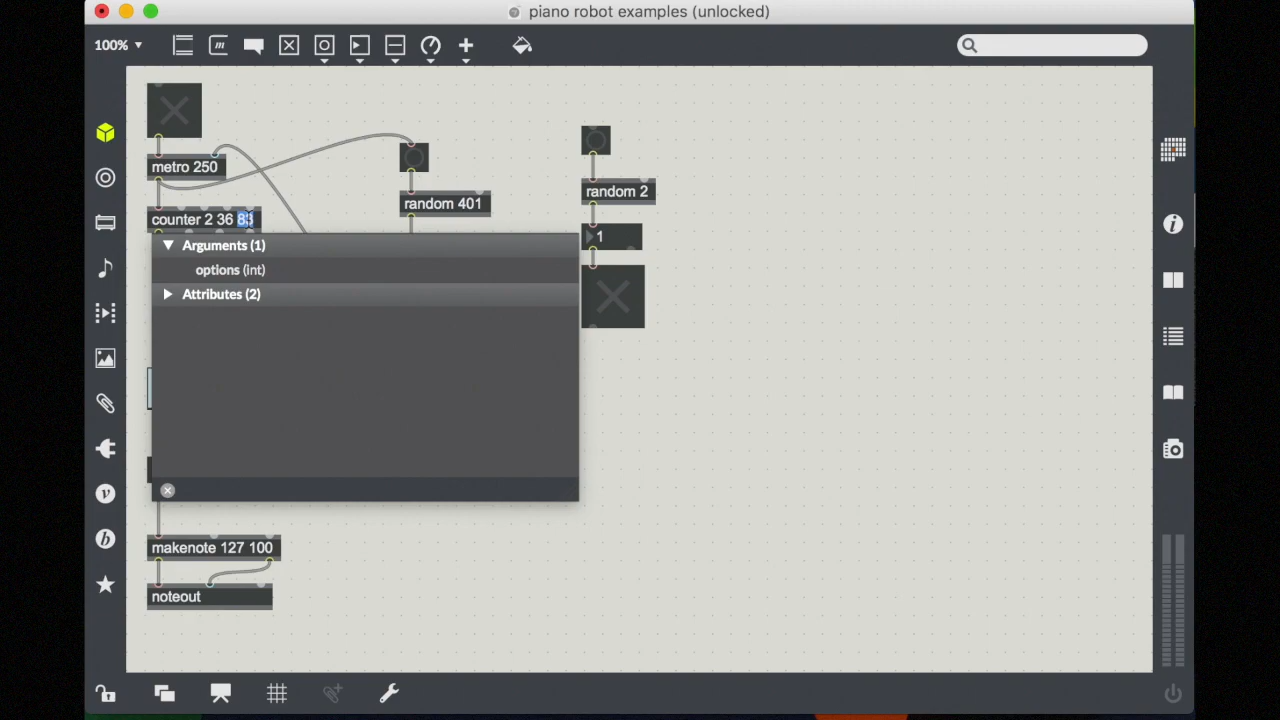 piano robot examples (unlocked)
100%
metro 250
random 401
random 2
counter 2 36 83
1
Arguments (1)
options (int)
Attributes (2)
makenote 127 100
noteout